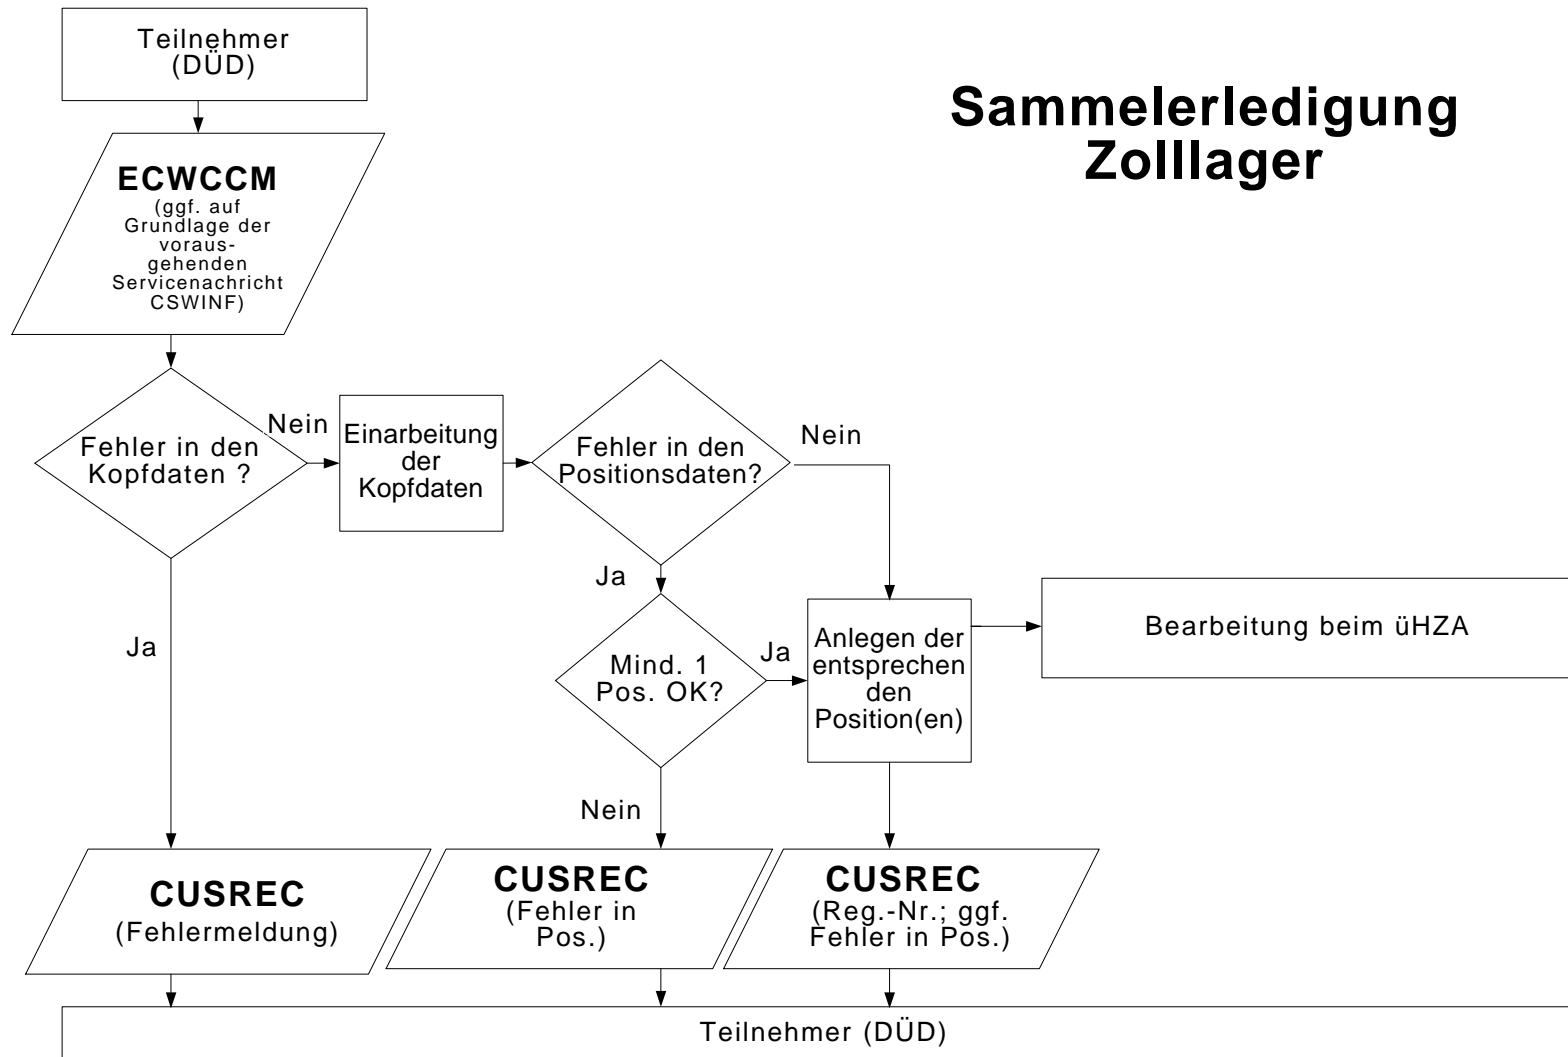 Teilnehmer
(DÜD)
Sammelerledigung
Zolllager
ECWCCM
(ggf. auf
Grundlage der
voraus-
gehenden
Servicenachricht
CSWINF)
Fehler in den
Kopfdaten ?
Nein
Einarbeitung
der
Kopfdaten
Fehler in den
Positionsdaten?
Nein
Ja
Ja
Mind. 1
Pos. OK?
Ja
Anlegen der
entsprechen
den
Position(en)
Bearbeitung beim üHZA
Nein
CUSREC
(Fehlermeldung)
CUSREC
(Fehler in
Pos.)
CUSREC
(Reg.-Nr.; ggf.
Fehler in Pos.)
Teilnehmer (DÜD)